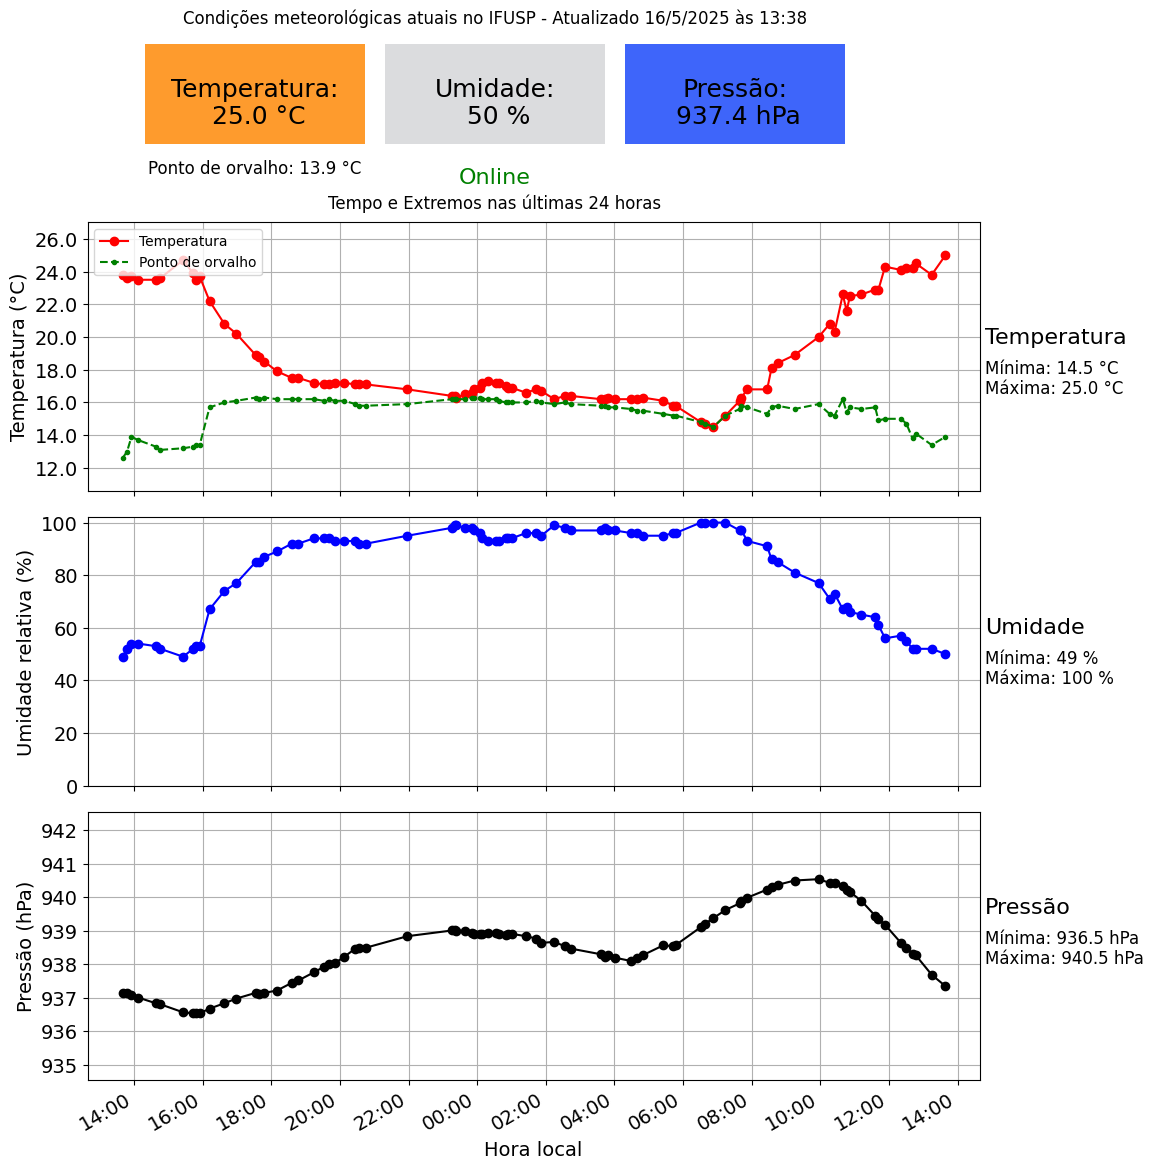 Condições meteorológicas atuais no IFUSP - Atualizado 16/5/2025 às 13:38
Temperatura:
25.0 °C
Umidade:
50 %
Pressão:
937.4 hPa
Ponto de orvalho: 13.9 °C
Online
Tempo e Extremos nas últimas 24 horas
Temperatura
Ponto de orvalho
Temperatura (°C)
26.0
24.0
22.0
20.0
18.0
16.0
14.0
12.0
Temperatura
Mínima: 14.5 °C
Máxima: 25.0 °C
Umidade relativa (%)
100
80
60
40
20
0
Umidade
Mínima: 49 %
Máxima: 100 %
Pressão (hPa)
942
941
940
939
938
937
936
935
Pressão
Mínima: 936.5 hPa
Máxima: 940.5 hPa
14:00
16:00
18:00
20:00
22:00
00:00
02:00
04:00
06:00
08:00
10:00
12:00
14:00
Hora local